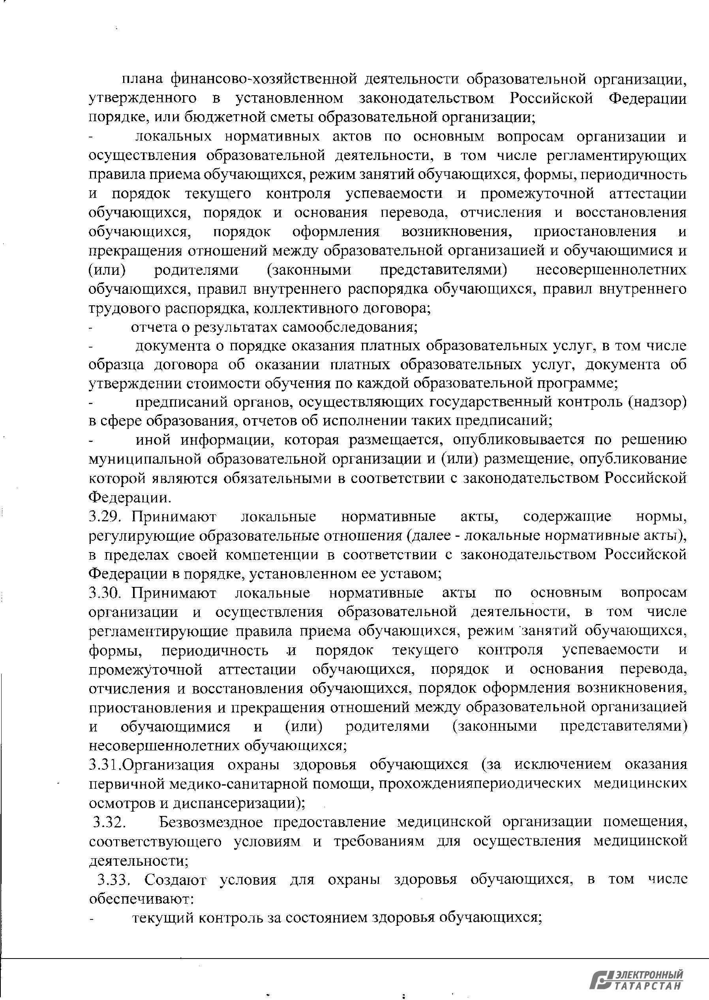 плана финансово-хозяйственной деятельности образовательной организации,
утвержденного в установленном законодательством Российской Федерации
порядке, или бюджетной сметы образовательной организации;
- локальных нормативных актов по основным вопросам организации и
осуществления образовательной деятельности, в том числе регламентирующих
правила приема обучающихся, режим занятий обучающихся, формы, периодичность
и порядок текущего контроля успеваемости и промежуточной аттестации
обучающихся, порядок и основания перевода, отчисления и восстановления
обучающихся, порядок оформления возникновения, приостановления и
прекращения отношений между образовательной организацией и обучающимися и
(или) родителями (законными представителями) несовершеннолетних
обучающихся, правил внутреннего распорядка обучающихся, правил внутреннего
трудового распорядка, коллективного договора;
- отчета о результатах самообследования;
- документа о порядке оказания платных образовательных услуг, в том числе
образца договора об оказании платных образовательных услуг, документа об
утверждении стоимости обучения по каждой образовательной программе;
- предписаний органов, осуществляющих государственный контроль (надзор)
в сфере образования, отчетов об исполнении таких предписаний;
- иной информации, которая размещается, опубликовывается по решению
муниципальной образовательной организации и (или) размещение, опубликование
которой являются обязательными в соответствии с законодательством Российской
Федерации.
3.29. Принимают локальные нормативные акты, содержащие нормы,
регулирующие образовательные отношения (далее - локальные нормативные акты),
в пределах своей компетенции в соответствии с законодательством Российской
Федерации в порядке, установленном ее уставом;
3.30. Принимают локальные нормативные акты по основным вопросам
организации и осуществления образовательной деятельности, в том числе
регламентирующие правила приема обучающихся, режим занятий обучающихся,
формы, периодичность и порядок текущего контроля успеваемости и
промежуточной аттестации обучающихся, порядок и основания перевода,
отчисления и восстановления обучающихся, порядок оформления возникновения,
приостановления и прекращения отношений между образовательной организацией
и обучающимися и (или) родителями (законными представителями)
несовершеннолетних обучающихся;
3.31.Организация охраны здоровья обучающихся (за исключением оказания
первичной медико-санитарной помощи, прохожденияпериодических медицинских
осмотров и диспансеризации);
3.32. Безвозмездное предоставление медицинской организации помещения,
соответствующего условиям и требованиям для осуществления медицинской
деятельности;
3.33. Создают условия для охраны здоровья обучающихся, в том числе
обеспечивают:
- текущий контроль за состоянием здоровья обучающихся;
ЭЛЕКТРОННЫЙ
ТАТАРСТАН